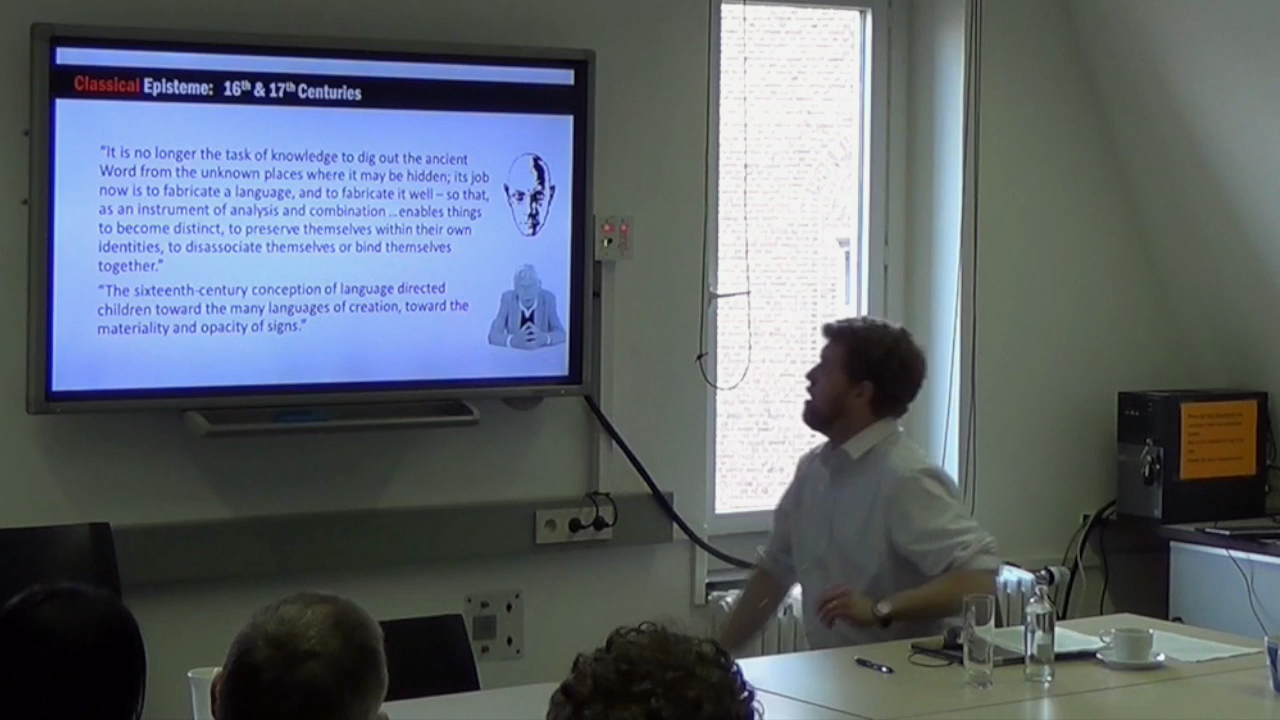 Classical Episteme: 16th & 17th Centuries
“It is no longer the task of knowledge to dig out the ancient
Word from the unknown places where it may be hidden; its job
now is to fabricate a language, and to fabricate it well – so that,
as an instrument of analysis and combination ... enables things
to become distinct, to preserve themselves within their own
identities, to disassociate themselves or bind themselves
together.”
“The sixteenth-century conception of language directed
children toward the many languages of creation, toward the
materiality and opacity of signs.”